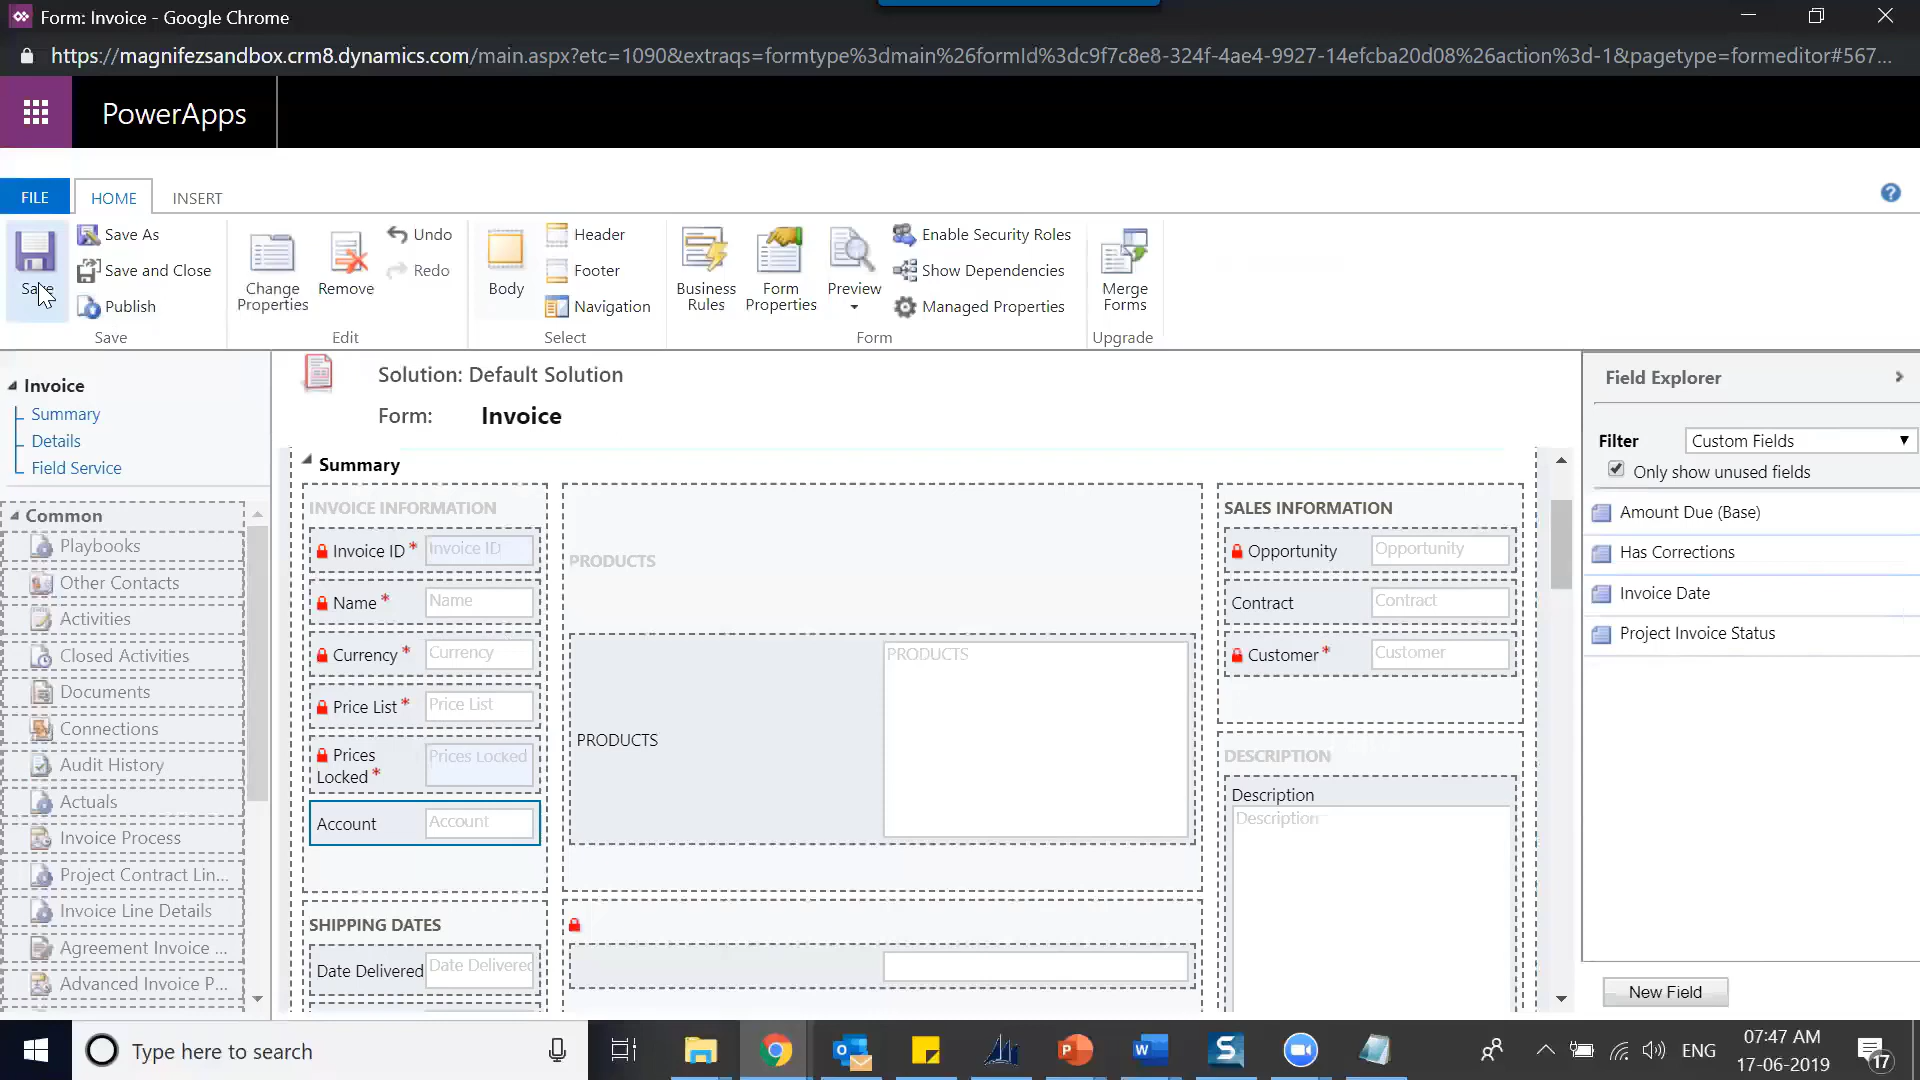 Form: Invoice - Google Chrome
https://magnifezsandbox.crm8.dynamics.com/main.aspx?etc=1090&extraqs=formtype%3dmain%26formId%3dc9f7c8e8-324f-4ae4-9927-14efcba20d08%26action%3d-1&pagetype=formeditor#567...
PowerApps
FILE HOME INSERT
Save Save As Save and Close Publish
Change Properties Remove Undo Redo
Body Header Footer Navigation
Business Rules Form Properties Preview Enable Security Roles Show Dependencies Managed Properties
Merge Forms
Save Edit Select Form Upgrade
Invoice
Summary
Details
Field Service
Common
Playbooks
Other Contacts
Activities
Closed Activities
Documents
Connections
Audit History
Actuals
Invoice Process
Project Contract Lin...
Invoice Line Details
Agreement Invoice ...
Advanced Invoice P...
Solution: Default Solution
Form: Invoice
Summary
INVOICE INFORMATION
Invoice ID* Invoice ID
Name* Name
Currency* Currency
Price List* Price List
Prices Locked* Prices Locked
Account Account
SHIPPING DATES
Date Delivered Date Delivered
PRODUCTS
PRODUCTS PRODUCTS
SALES INFORMATION
Opportunity Opportunity
Contract Contract
Customer* Customer
DESCRIPTION
Description
Description
Field Explorer
Filter Custom Fields
Only show unused fields
Amount Due (Base)
Has Corrections
Invoice Date
Project Invoice Status
New Field
Type here to search
ENG
07:47 AM
17-06-2019
17